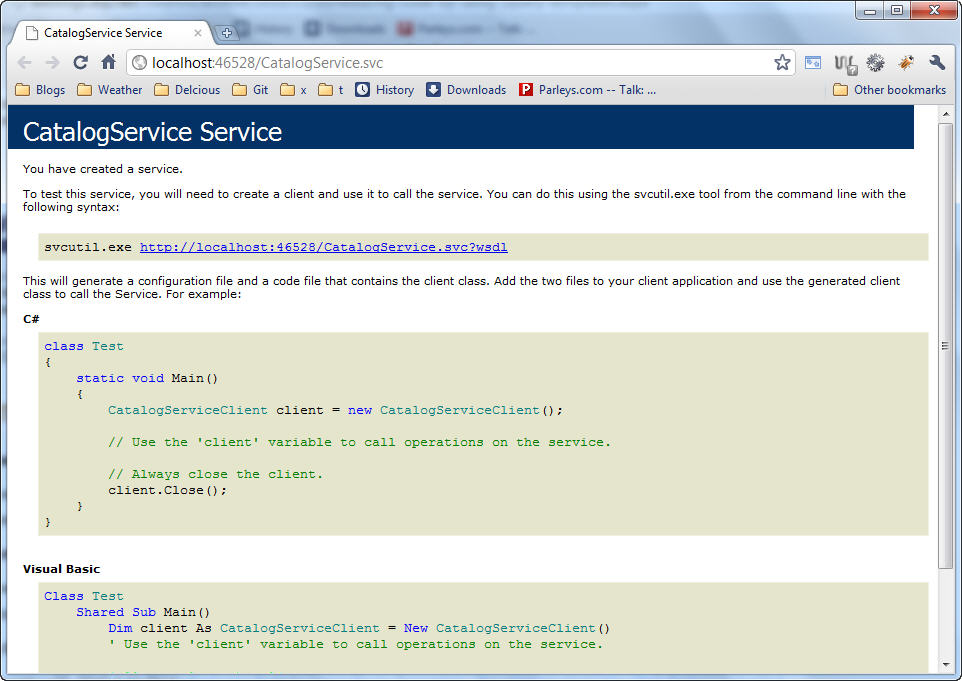 CatalogService Service
localhost:46528/CatalogService.svc
Blogs Weather Delcious Git x t History Downloads Parleys.com -- Talk: ... Other bookmarks
CatalogService Service
You have created a service.
To test this service, you will need to create a client and use it to call the service. You can do this using the svcutil.exe tool from the command line with the
following syntax:
svcutil.exe http://localhost:46528/CatalogService.svc?wsdl
This will generate a configuration file and a code file that contains the client class. Add the two files to your client application and use the generated client
class to call the Service. For example:
C#
class Test
{
static void Main()
{
CatalogServiceClient client = new CatalogServiceClient();
// Use the 'client' variable to call operations on the service.
// Always close the client.
client.Close();
}
}
Visual Basic
Class Test
Shared Sub Main()
Dim client As CatalogServiceClient = New CatalogServiceClient()
' Use the 'client' variable to call operations on the service.